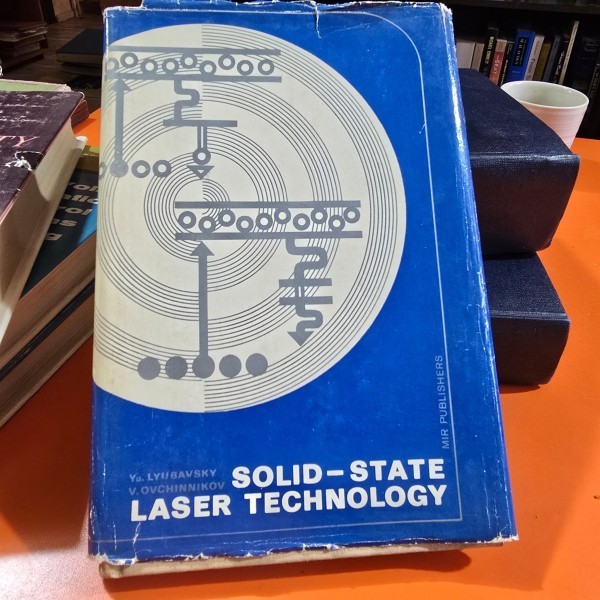 Yu. LYUBAVSKY
V. OVCHINNIKOV
SOLID–STATE
LASER TECHNOLOGY
MIR PUBLISHERS